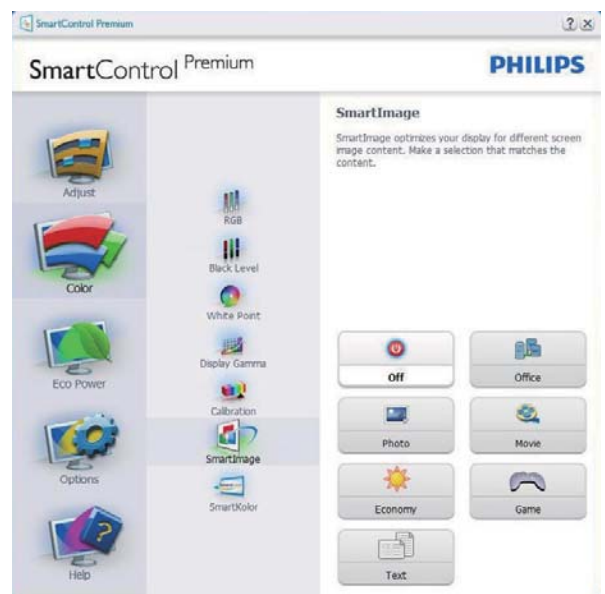 SmartControl Premium
? x
SmartControl Premium
PHILIPS
Adjust
Color
Eco Power
Options
Help
RGB
Black Level
White Point
Display Gamma
Calibration
SmartImage
SmartKolor
SmartImage
SmartImage optimizes your display for different screen
image content. Make a selection that matches the
content.
Off
Office
Photo
Movie
Economy
Game
Text